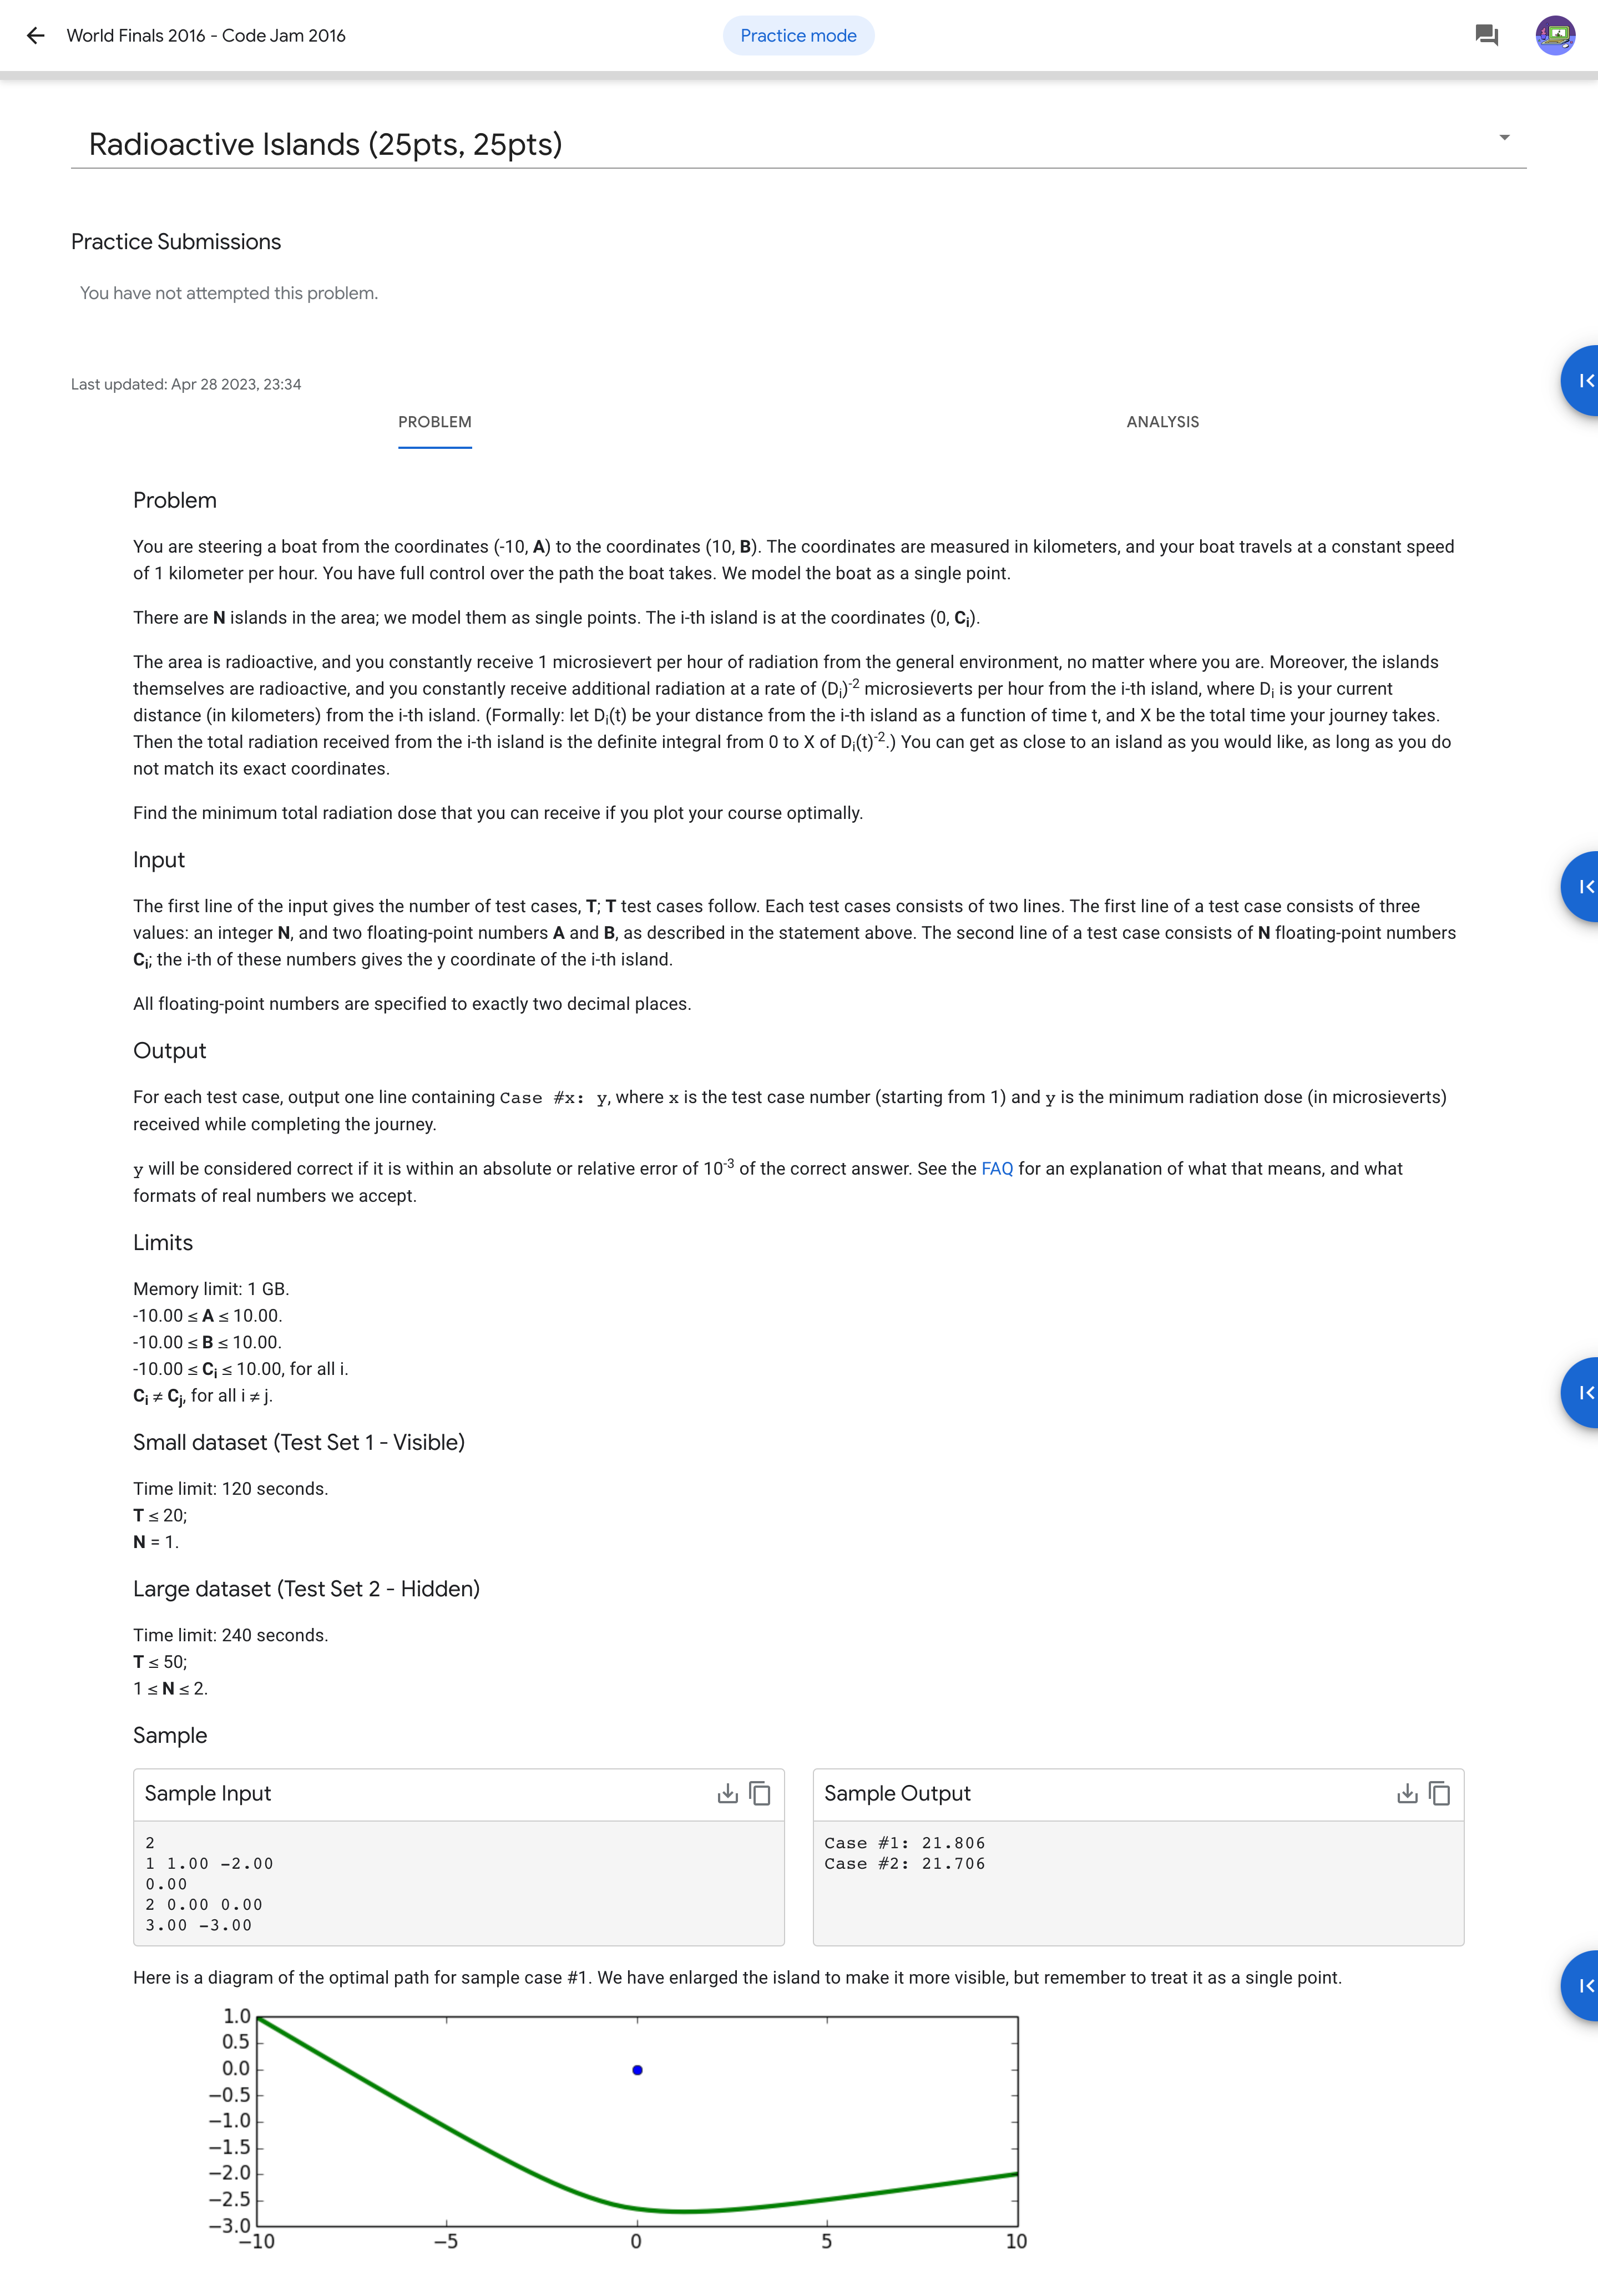 World Finals 2016 - Code Jam 2016
Practice mode
Radioactive Islands (25pts, 25pts)
Practice Submissions
You have not attempted this problem.
Last updated: Apr 28 2023, 23:34
PROBLEM
ANALYSIS
Problem
You are steering a boat from the coordinates (-10, A) to the coordinates (10, B). The coordinates are measured in kilometers, and your boat travels at a constant speed
of 1 kilometer per hour. You have full control over the path the boat takes. We model the boat as a single point.
There are N islands in the area; we model them as single points. The i-th island is at the coordinates (0, Ci).
The area is radioactive, and you constantly receive 1 microsievert per hour of radiation from the general environment, no matter where you are. Moreover, the islands
themselves are radioactive, and you constantly receive additional radiation at a rate of (Di)-2 microsieverts per hour from the i-th island, where Di is your current
distance (in kilometers) from the i-th island. (Formally: let Di(t) be your distance from the i-th island as a function of time t, and X be the total time your journey takes.
Then the total radiation received from the i-th island is the definite integral from 0 to X of Di(t)-2.) You can get as close to an island as you would like, as long as you do
not match its exact coordinates.
Find the minimum total radiation dose that you can receive if you plot your course optimally.
Input
The first line of the input gives the number of test cases, T; T test cases follow. Each test cases consists of two lines. The first line of a test case consists of three
values: an integer N, and two floating-point numbers A and B, as described in the statement above. The second line of a test case consists of N floating-point numbers
Ci; the i-th of these numbers gives the y coordinate of the i-th island.
All floating-point numbers are specified to exactly two decimal places.
Output
For each test case, output one line containing Case #x: y, where x is the test case number (starting from 1) and y is the minimum radiation dose (in microsieverts)
received while completing the journey.
y will be considered correct if it is within an absolute or relative error of 10-3 of the correct answer. See the FAQ for an explanation of what that means, and what
formats of real numbers we accept.
Limits
Memory limit: 1 GB.
-10.00 ≤ A ≤ 10.00.
-10.00 ≤ B ≤ 10.00.
-10.00 ≤ Ci ≤ 10.00, for all i.
Ci ≠ Cj, for all i ≠ j.
Small dataset (Test Set 1 - Visible)
Time limit: 120 seconds.
T ≤ 20;
N = 1.
Large dataset (Test Set 2 - Hidden)
Time limit: 240 seconds.
T ≤ 50;
1 ≤ N ≤ 2.
Sample
Sample Input
2
1 1.00 -2.00
0.00
2 0.00 0.00
3.00 -3.00
Sample Output
Case #1: 21.806
Case #2: 21.706
Here is a diagram of the optimal path for sample case #1. We have enlarged the island to make it more visible, but remember to treat it as a single point.
1.0
0.5
0.0
−0.5
−1.0
−1.5
−2.0
−2.5
−3.0
−10 −5 0 5 10